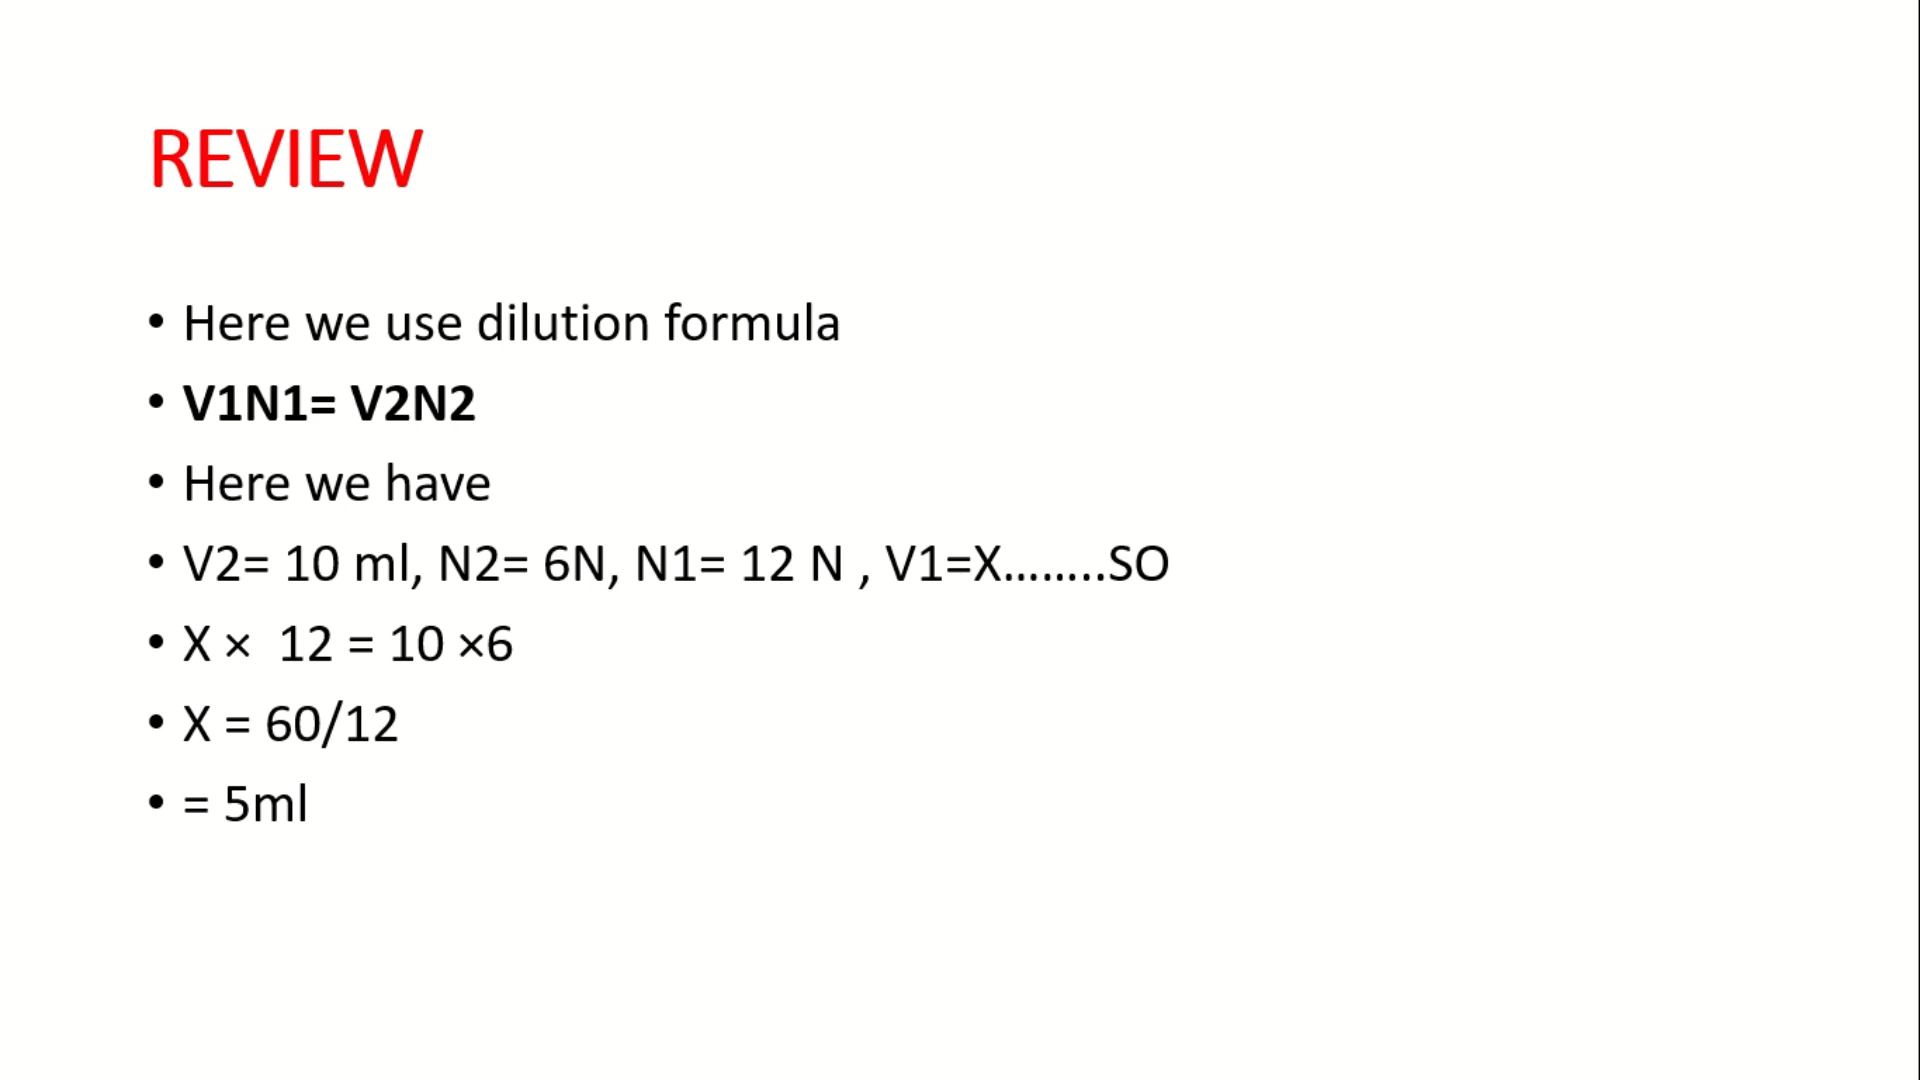 REVIEW
• Here we use dilution formula
• V1N1= V2N2
• Here we have
• V2= 10 ml, N2= 6N, N1= 12 N , V1=X........SO
• X ×  12 = 10 ×6
• X = 60/12
• = 5ml